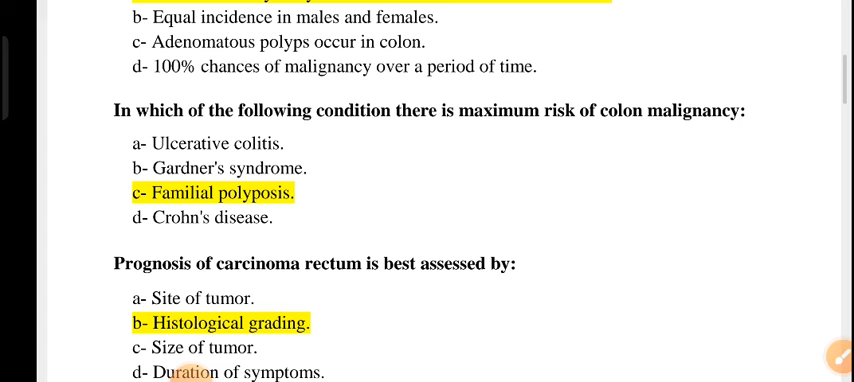 b- Equal incidence in males and females.
c- Adenomatous polyps occur in colon.
d- 100% chances of malignancy over a period of time.
In which of the following condition there is maximum risk of colon malignancy:
a- Ulcerative colitis.
b- Gardner's syndrome.
c- Familial polyposis.
d- Crohn's disease.
Prognosis of carcinoma rectum is best assessed by:
a- Site of tumor.
b- Histological grading.
c- Size of tumor.
d- Duration of symptoms.